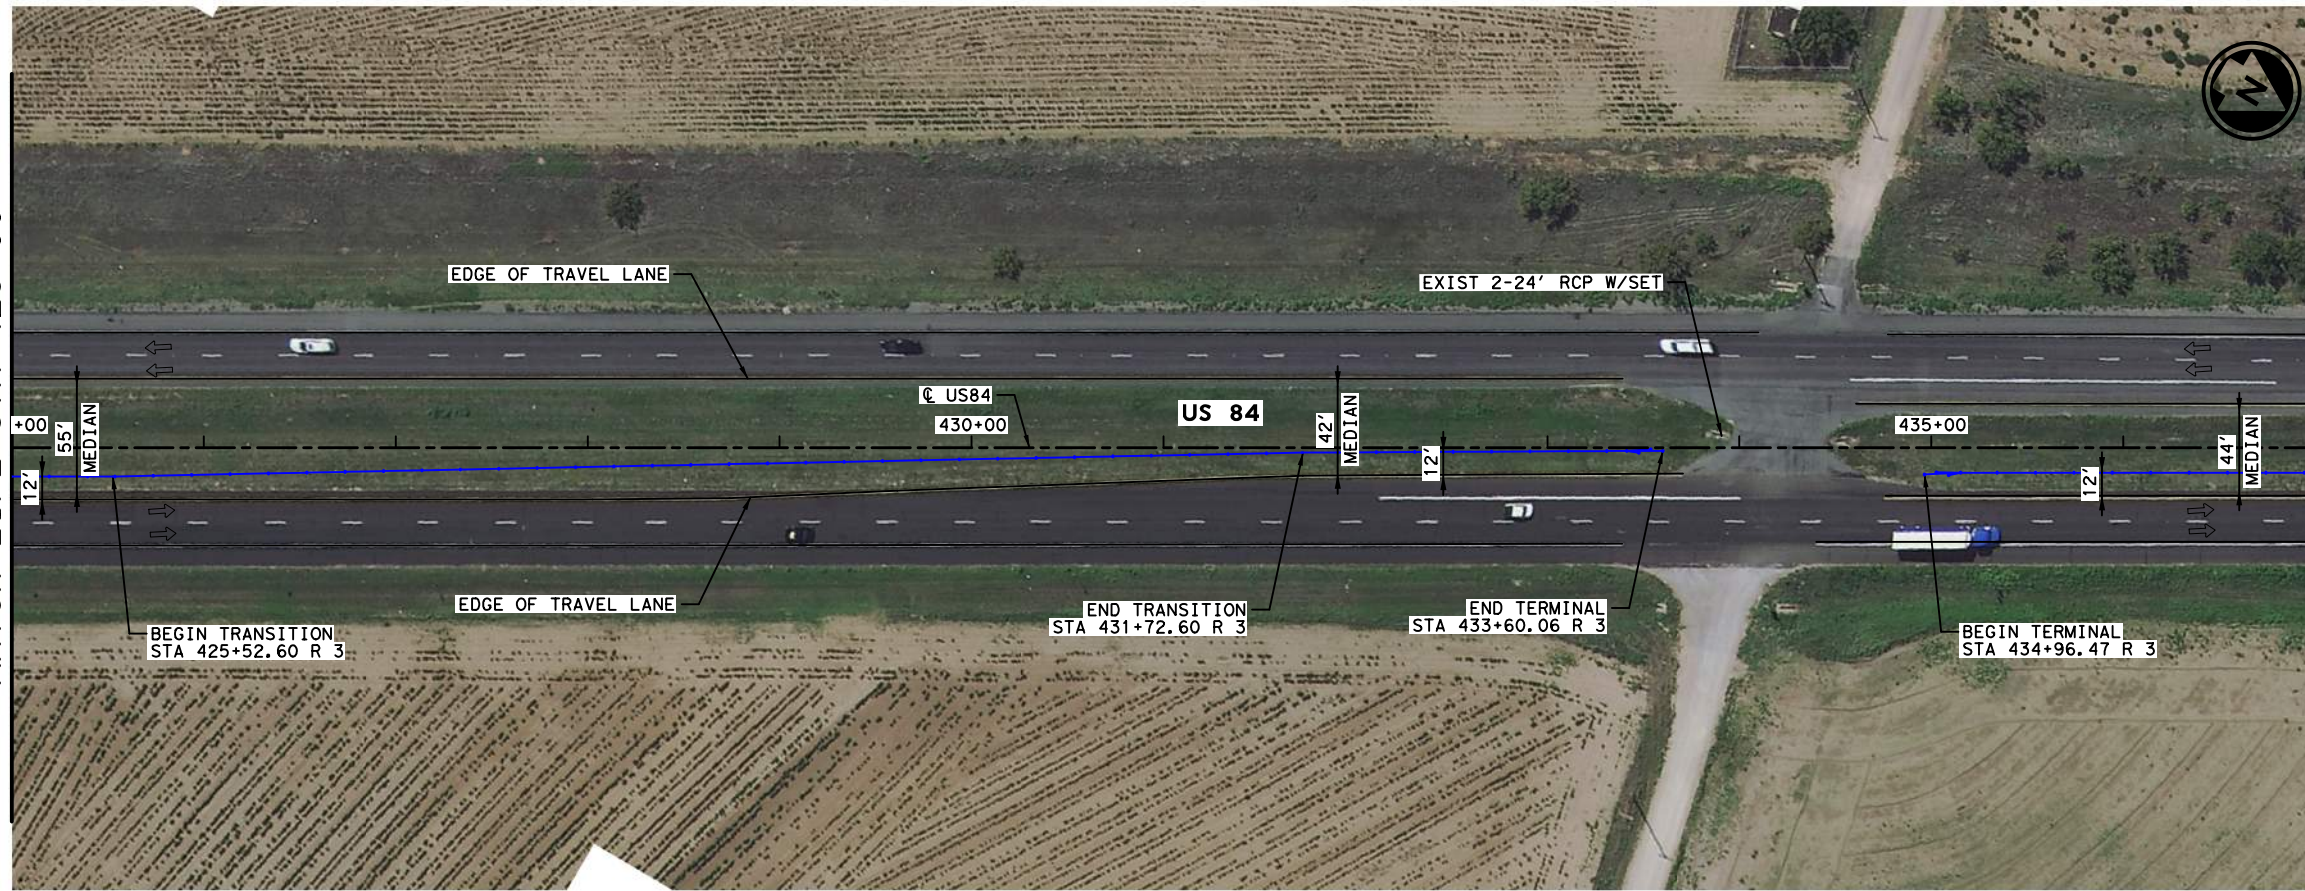 N
EDGE OF TRAVEL LANE
EXIST 2-24' RCP W/SET
℄ US84
US 84
+00
430+00
435+00
55'
MEDIAN
42'
MEDIAN
44'
MEDIAN
12'
12'
12'
EDGE OF TRAVEL LANE
BEGIN TRANSITION
STA 425+52.60 R 3
END TRANSITION
STA 431+72.60 R 3
END TERMINAL
STA 433+60.06 R 3
BEGIN TERMINAL
STA 434+96.47 R 3